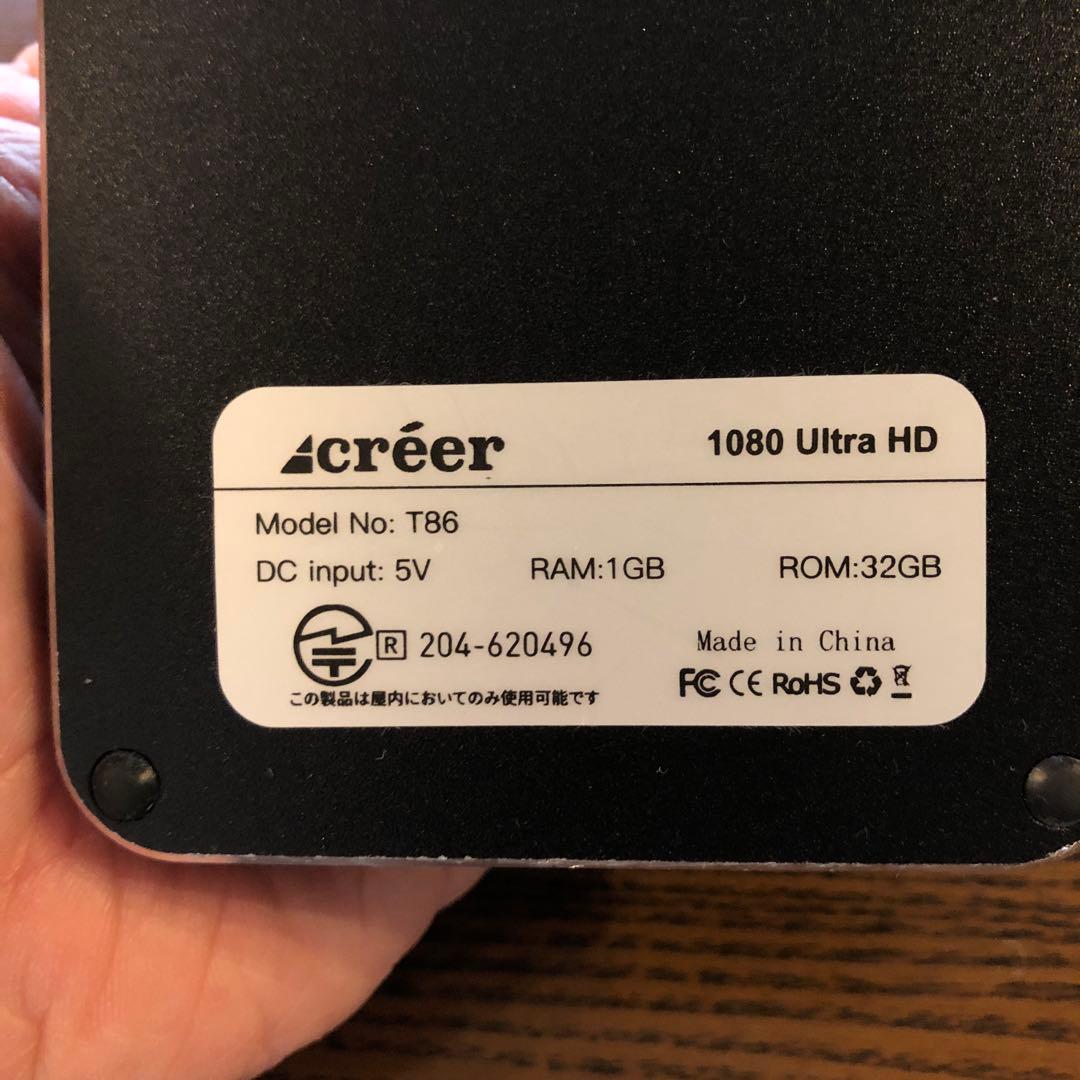 créer
1080 Ultra HD
Model No: T86
DC input: 5V RAM:1GB ROM:32GB
R 204-620496
Made in China
この製品は屋内においてのみ使用可能です
FC CE RoHS